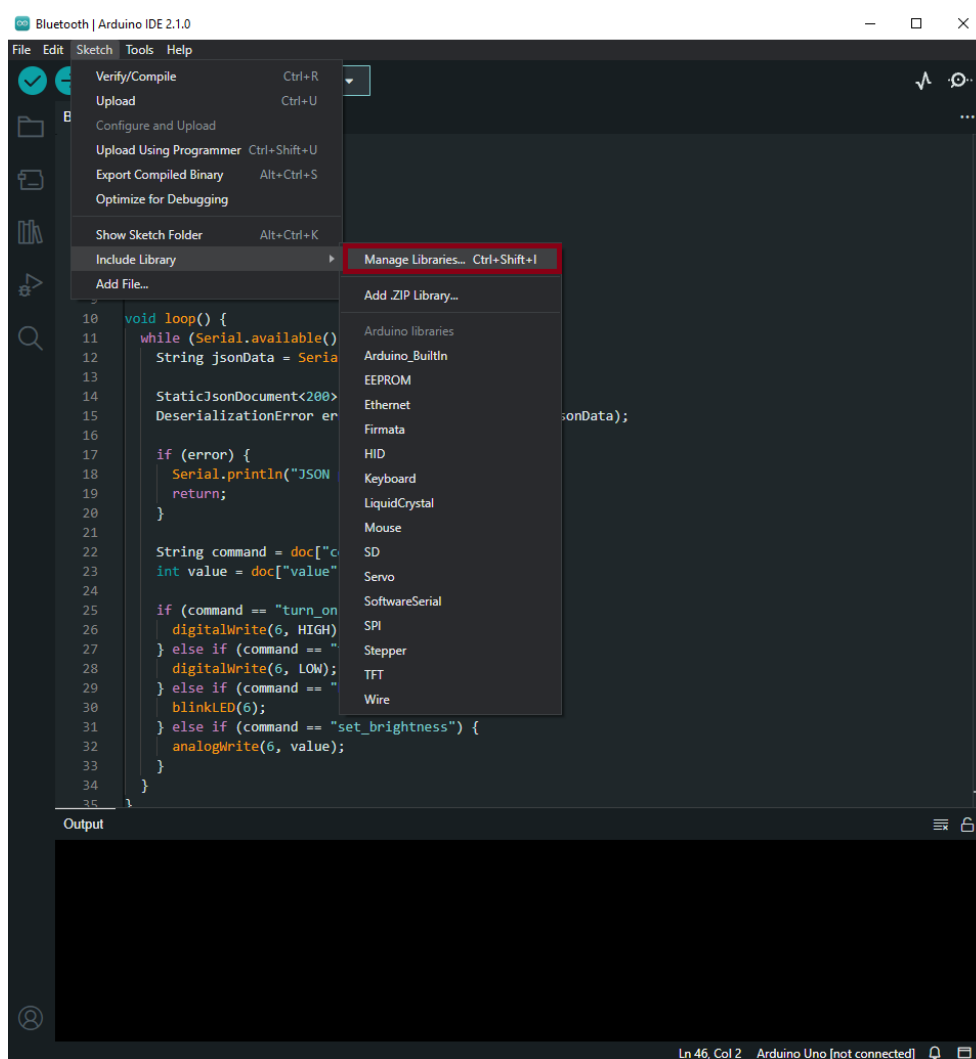 Bluetooth | Arduino IDE 2.1.0
File Edit Sketch Tools Help
Verify/Compile Ctrl+R
Upload Ctrl+U
Configure and Upload
Upload Using Programmer Ctrl+Shift+U
Export Compiled Binary Alt+Ctrl+S
Optimize for Debugging
Show Sketch Folder Alt+Ctrl+K
Include Library
Add File...
Manage Libraries... Ctrl+Shift+I
Add .ZIP Library...
Arduino libraries
Arduino_BuiltIn
EEPROM
Ethernet
Firmata
HID
Keyboard
LiquidCrystal
Mouse
SD
Servo
SoftwareSerial
SPI
Stepper
TFT
Wire
B
9
10 void loop() {
11 while (Serial.available()
12 String jsonData = Seria
13
14 StaticJsonDocument<200>
15 DeserializationError er sonData);
16
17 if (error) {
18 Serial.println("JSON
19 return;
20 }
21
22 String command = doc["c
23 int value = doc["value"
24
25 if (command == "turn_on
26 digitalWrite(6, HIGH)
27 } else if (command == "
28 digitalWrite(6, LOW);
29 } else if (command == "
30 blinkLED(6);
31 } else if (command == "set_brightness") {
32 analogWrite(6, value);
33 }
34 }
35 }
Output
Ln 46, Col 2 Arduino Uno [not connected]